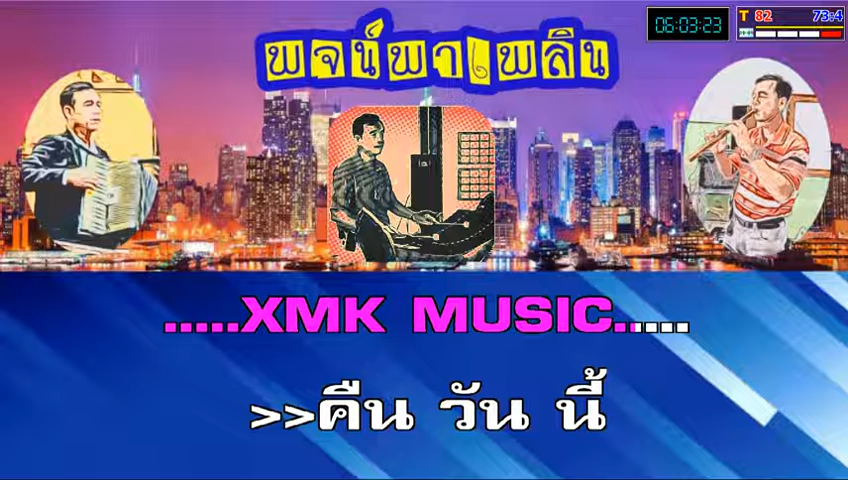 พจน์พาเพลิน
06:03:23
T 82 73:4
.....XMK MUSIC......
>>คืน วัน นี้